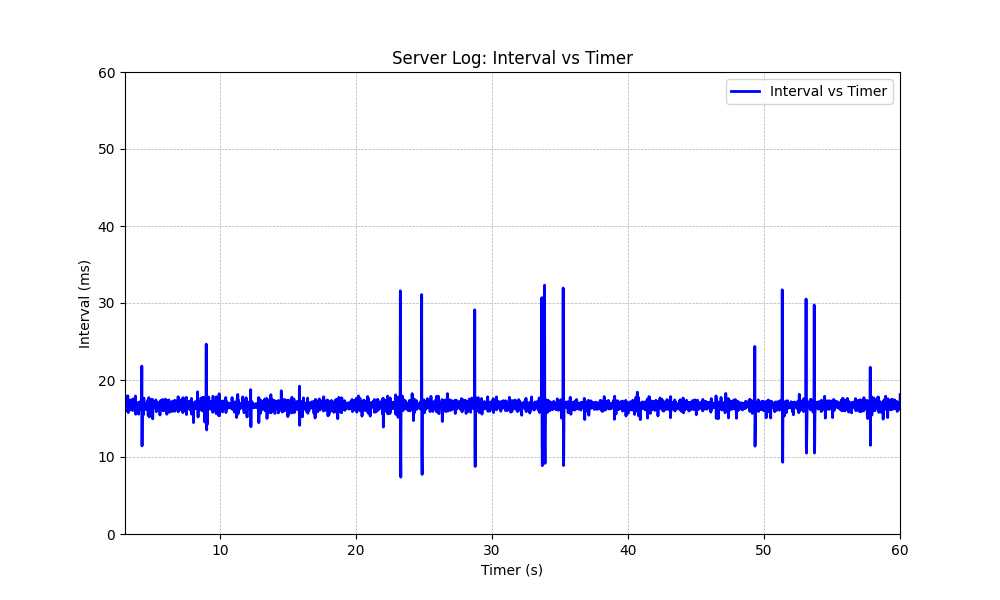 Server Log: Interval vs Timer
60
Interval vs Timer
50
40
30
20
10
0
Interval (ms)
10 20 30 40 50 60
Timer (s)